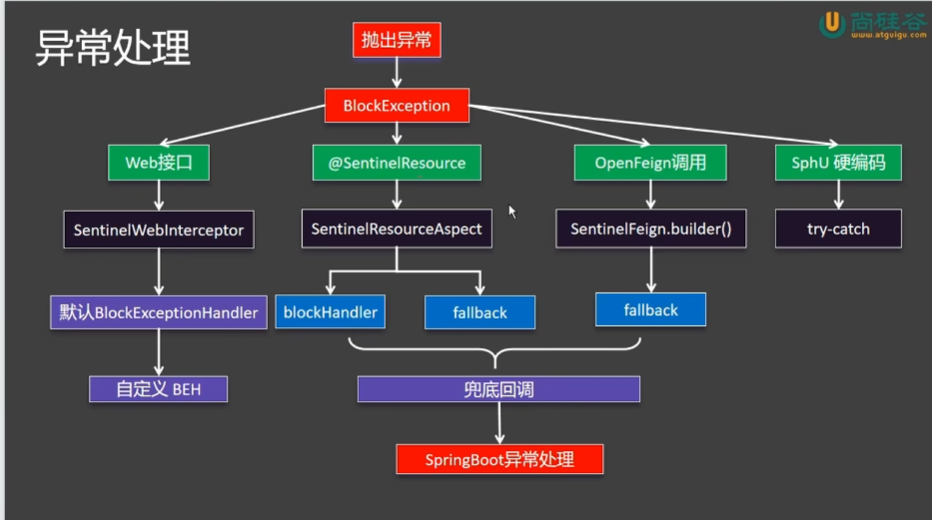 异常处理
尚硅谷
www.atguigu.com
抛出异常
BlockException
Web接口
@SentinelResource
OpenFeign调用
SphU 硬编码
SentinelWebInterceptor
SentinelResourceAspect
SentinelFeign.builder()
try-catch
默认BlockExceptionHandler
blockHandler
fallback
fallback
自定义 BEH
兜底回调
SpringBoot异常处理